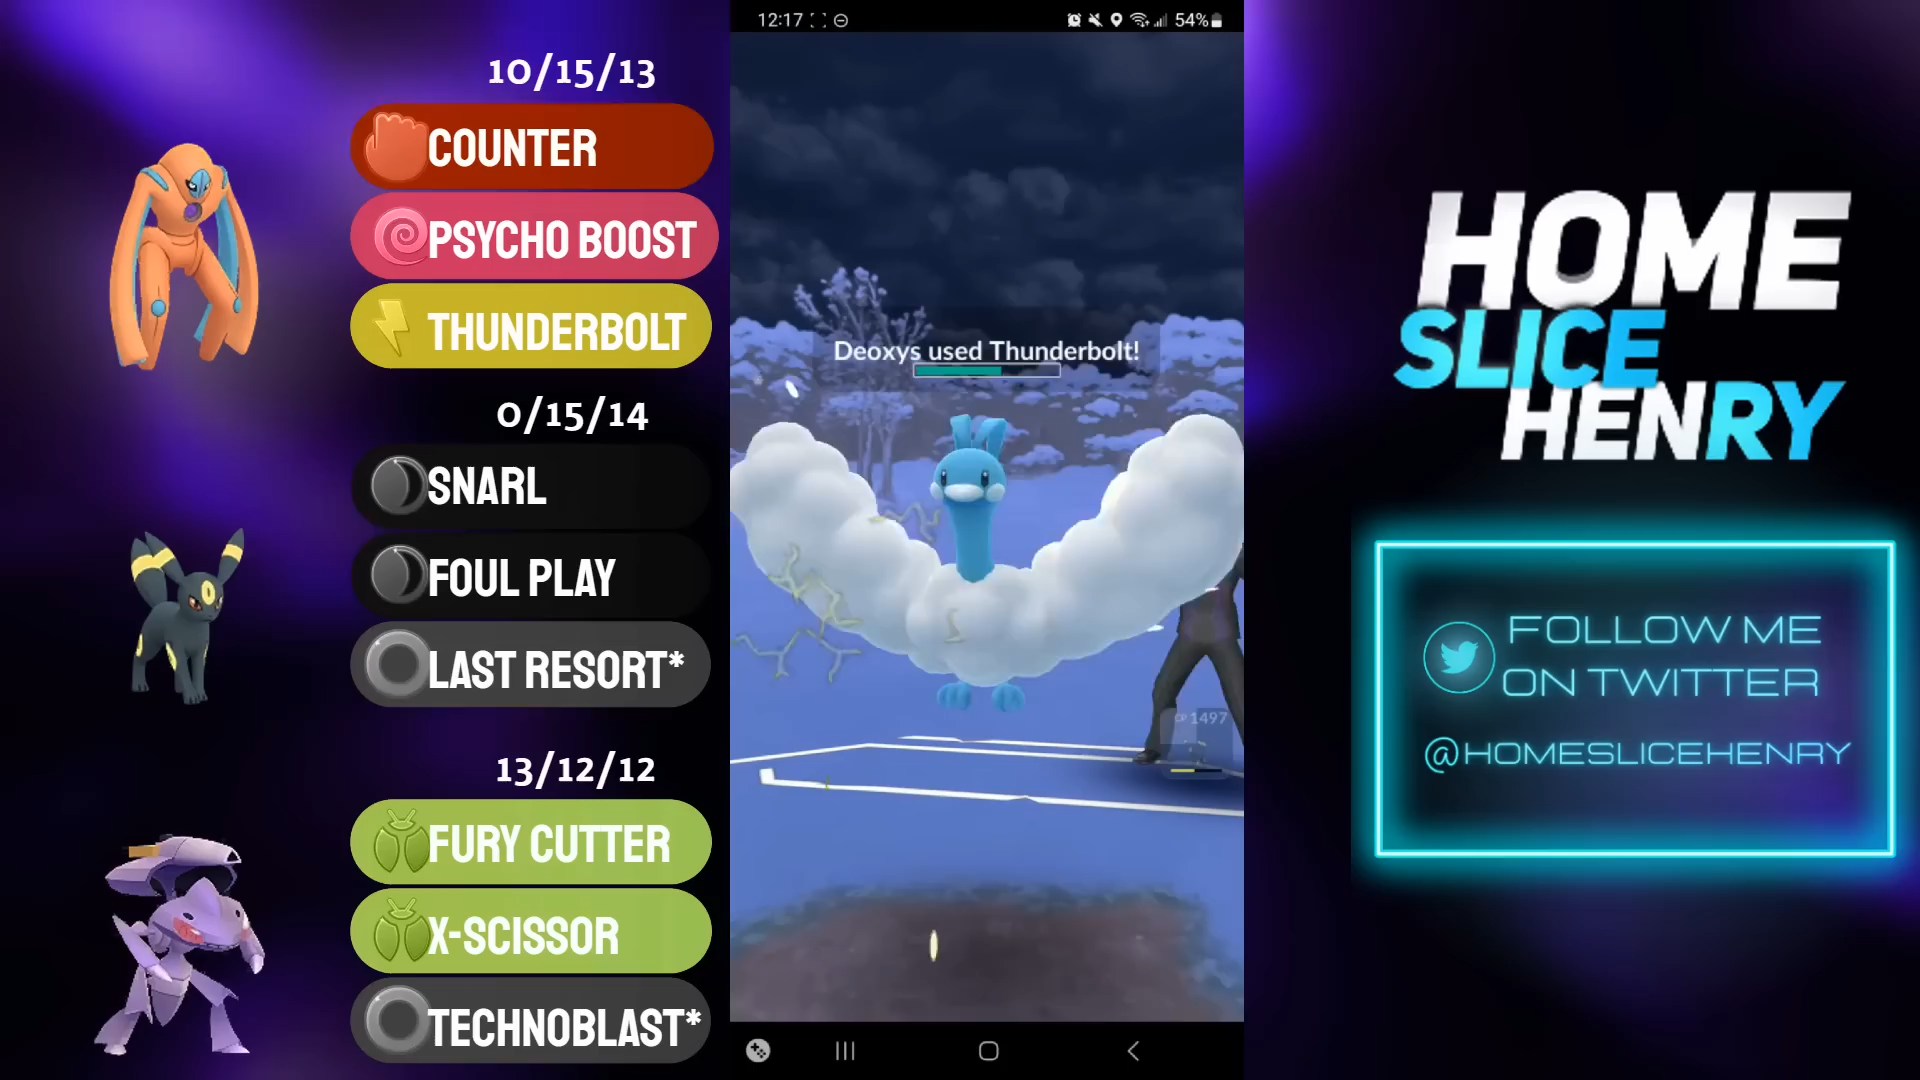 10/15/13
COUNTER
PSYCHO BOOST
THUNDERBOLT
0/15/14
SNARL
FOUL PLAY
LAST RESORT*
13/12/12
FURY CUTTER
X-SCISSOR
TECHNOBLAST*
12:17
54%
Deoxys used Thunderbolt!
CP 1497
HOME
SLICE
HENRY
FOLLOW ME
ON TWITTER
@HOMESLICEHENRY